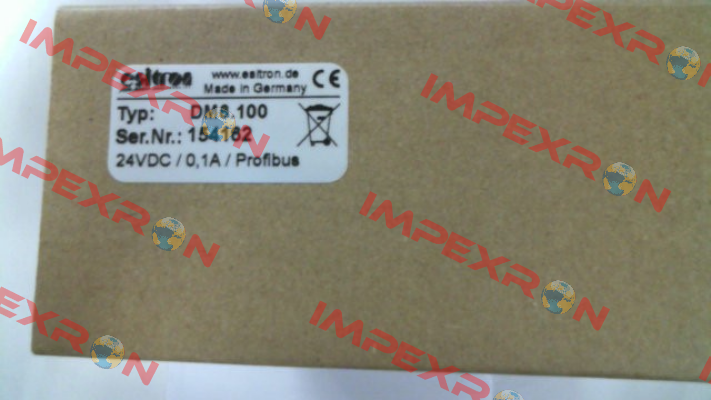 esitron www.esitron.de
Made in Germany CE
Typ: DMS 100
Ser.Nr.: 154162
24VDC / 0,1A / Profibus
IMPEXRON
IMPEXRON
IMPEXRON
IMPEXRON
IMPEXRON
IMPEXRON